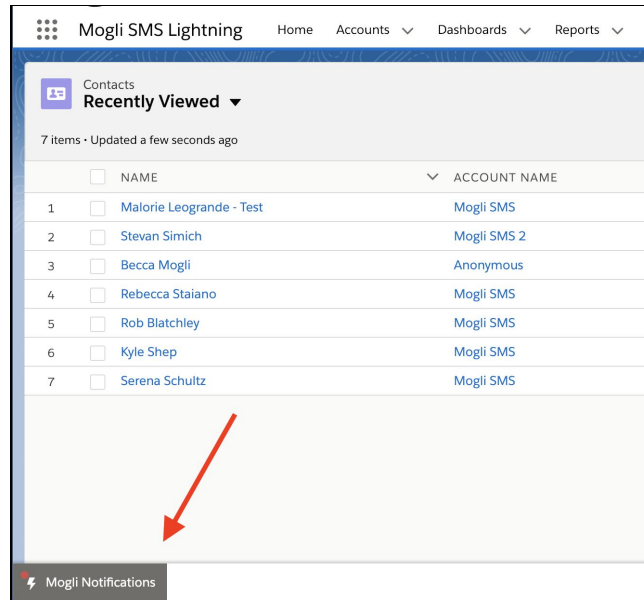 Mogli SMS Lightning Home Accounts Dashboards Reports
Contacts
Recently Viewed
7 items • Updated a few seconds ago
NAME ACCOUNT NAME
1 Malorie Leogrande - Test Mogli SMS
2 Stevan Simich Mogli SMS 2
3 Becca Mogli Anonymous
4 Rebecca Staiano Mogli SMS
5 Rob Blatchley Mogli SMS
6 Kyle Shep Mogli SMS
7 Serena Schultz Mogli SMS
Mogli Notifications